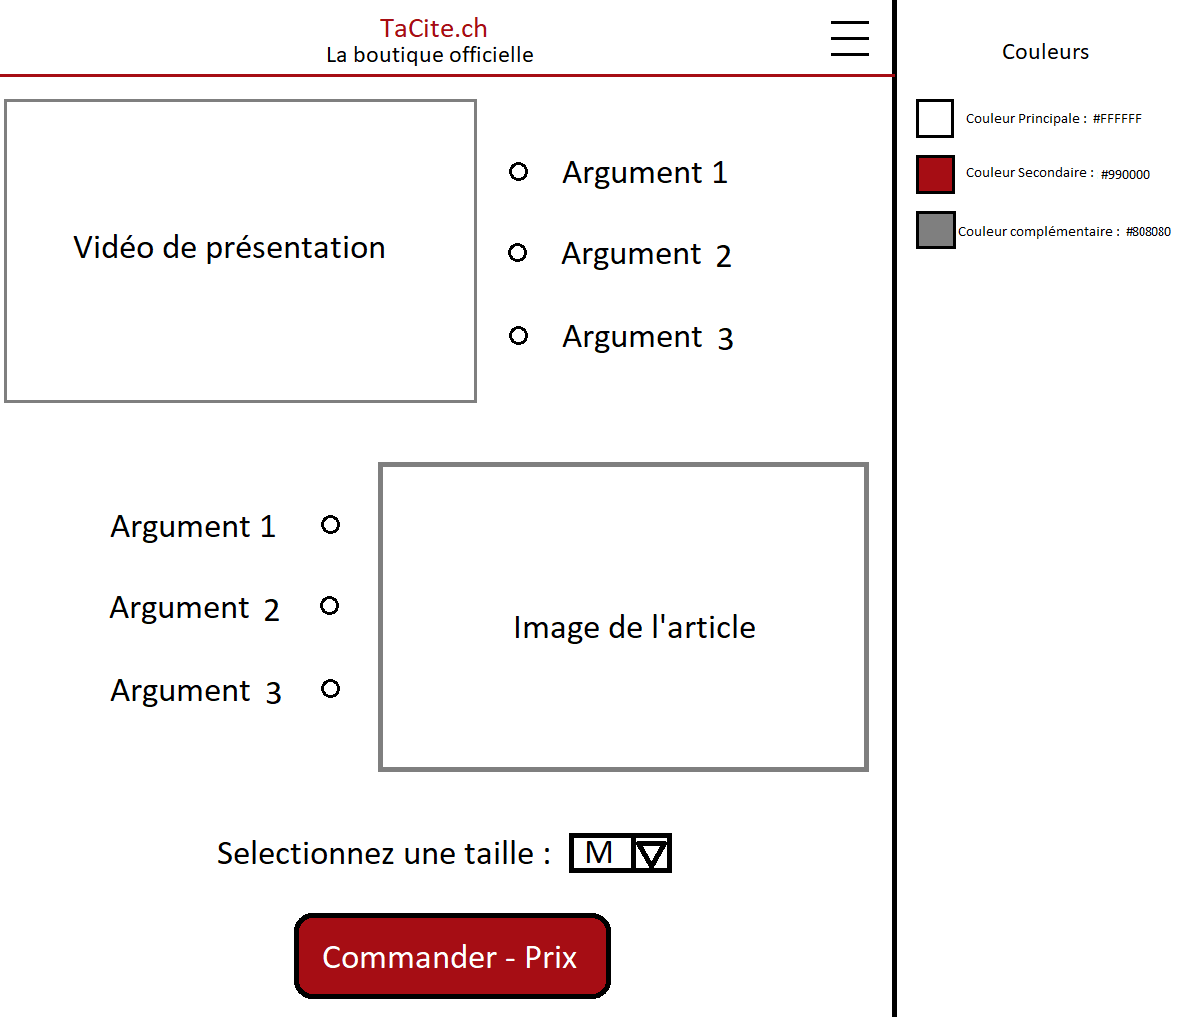 TaCite.ch
La boutique officielle
Vidéo de présentation
Argument 1
Argument 2
Argument 3
Argument 1
Argument 2
Argument 3
Image de l'article
Selectionnez une taille : M
Commander - Prix
Couleurs
Couleur Principale : #FFFFFF
Couleur Secondaire : #990000
Couleur complémentaire : #808080